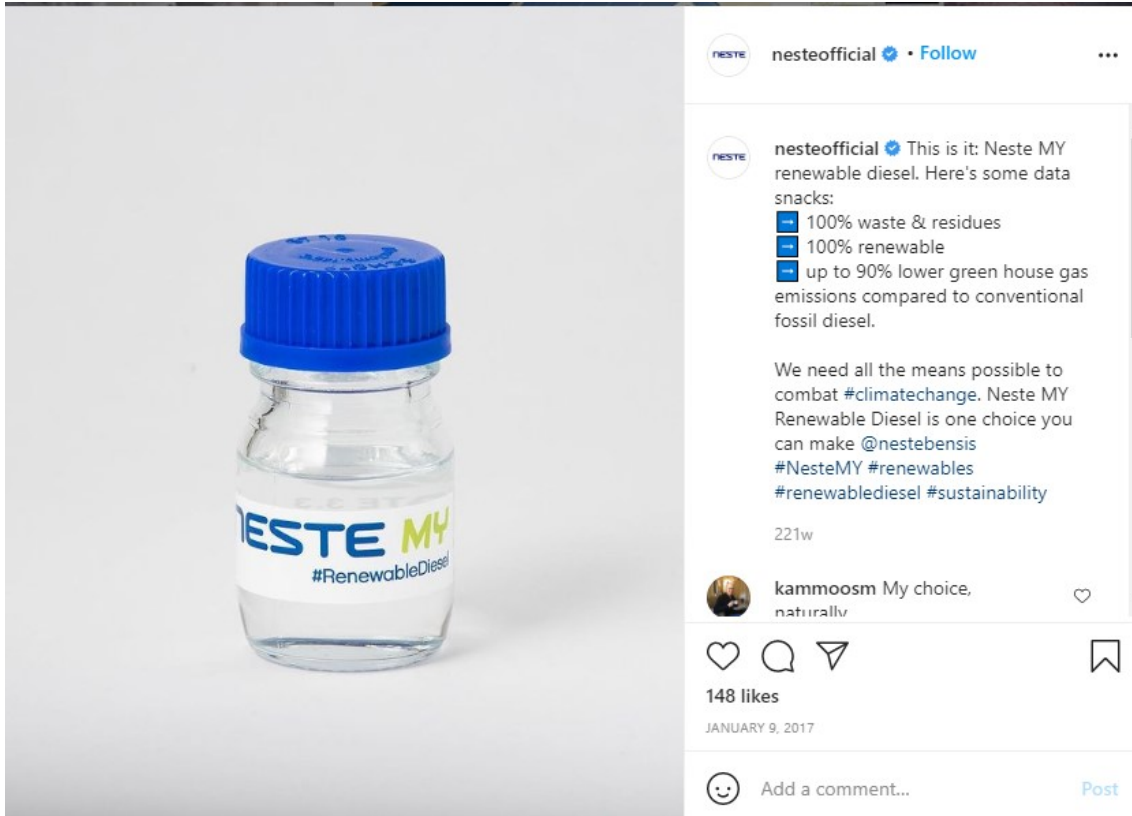 NESTE MY
#RenewableDiesel
NESTE
nesteofficial • Follow
NESTE
nesteofficial This is it: Neste MY
renewable diesel. Here's some data
snacks:
➡ 100% waste & residues
➡ 100% renewable
➡ up to 90% lower green house gas
emissions compared to conventional
fossil diesel.
We need all the means possible to
combat #climatechange. Neste MY
Renewable Diesel is one choice you
can make @nestebensis
#NesteMY #renewables
#renewablediesel #sustainability
221w
kammoosm My choice,
naturally
148 likes
JANUARY 9, 2017
Add a comment...
Post